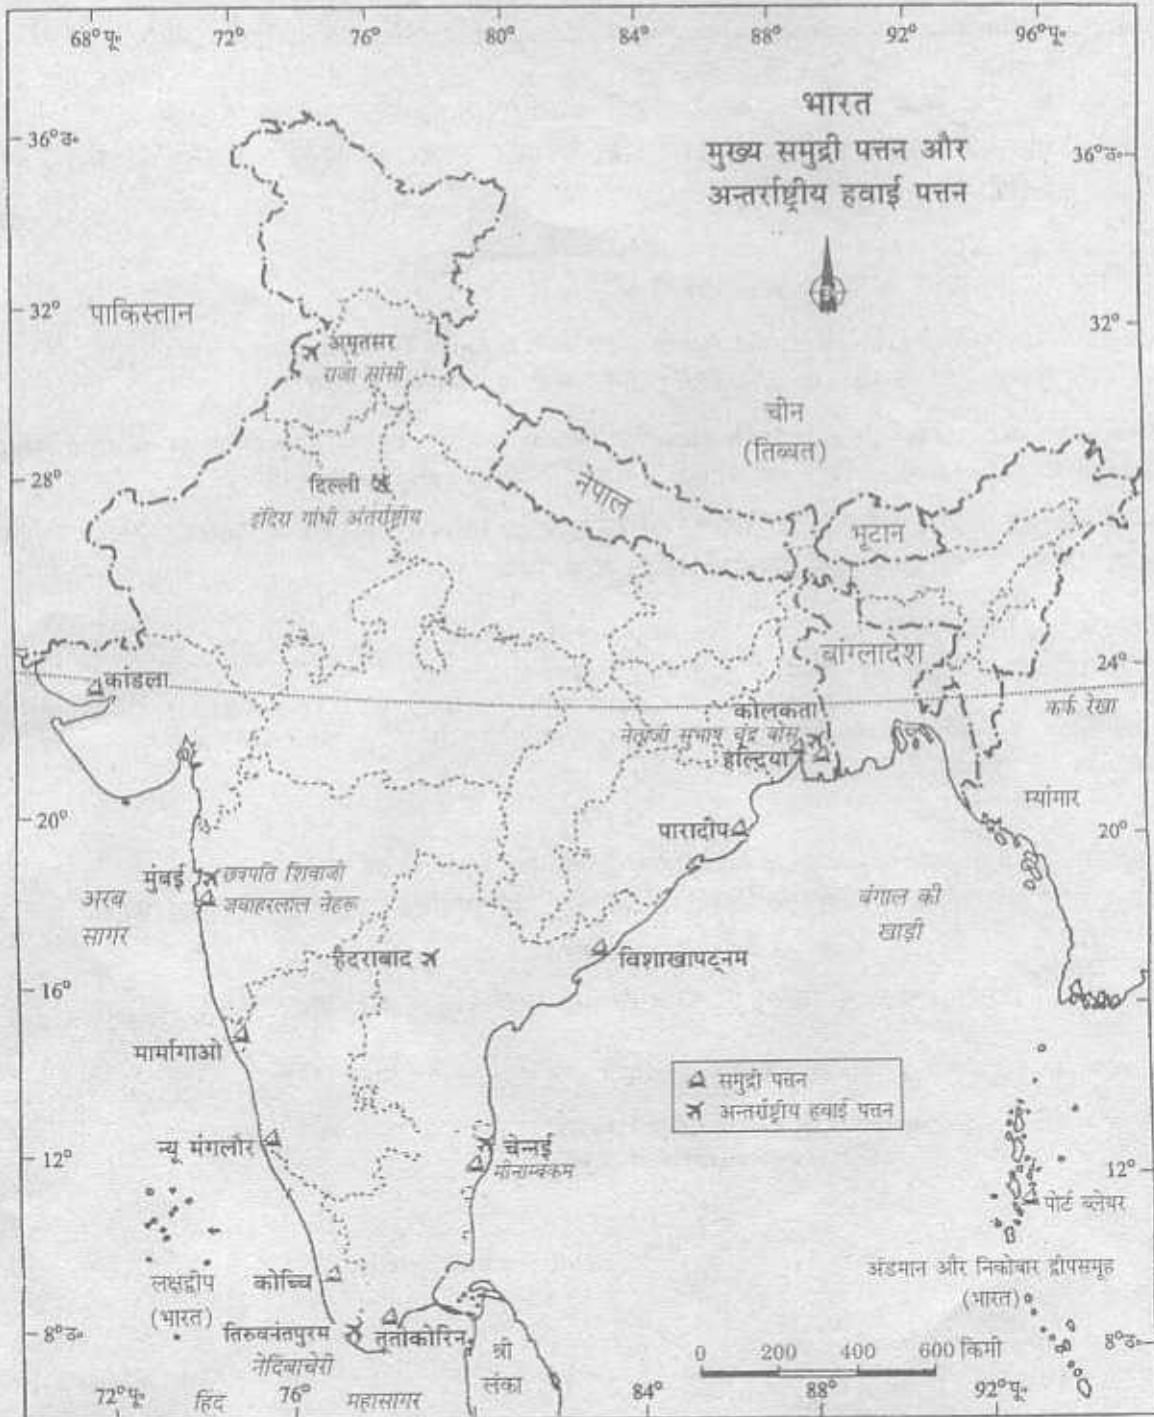 68°पू॰ 72° 76° 80° 84° 88° 92° 96°पू॰
भारत
मुख्य समुद्री पत्तन और
अन्तर्राष्ट्रीय हवाई पत्तन
36°उ॰ 36°उ॰
32° पाकिस्तान 32°
अमृतसर
राजा सांसी
चीन
(तिब्बत)
28° दिल्ली नेपाल 28°
इंदिरा गांधी अंतर्राष्ट्रीय
भूटान
बांग्लादेश
24°
कांडला
कर्क रेखा
कोलकता
नेताजी सुभाष चंद्र बोस
हल्दिया
म्यांमार
20° पारादीप 20°
मुंबई छत्रपति शिवाजी
जवाहरलाल नेहरू
अरब
सागर
बंगाल की
खाड़ी
हैदराबाद
विशाखापट्नम
16°
मार्मागाओ
समुद्री पत्तन
अन्तर्राष्ट्रीय हवाई पत्तन
न्यू मंगलौर
चेन्नई
मीनाम्बकम
12° 12°
पोर्ट ब्लेयर
लक्षद्वीप
(भारत)
कोच्चि
अंडमान और निकोबार द्वीपसमूह
(भारत)
8°उ॰ तिरुवनंतपुरम तूतीकोरिन 8°उ॰
नेदिबाचेरी
श्री
लंका
0 200 400 600 किमी
72°पू॰ हिंद 76° महासागर 84° 88° 92°पू॰